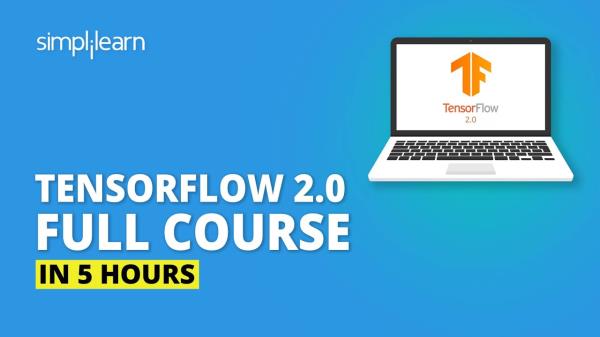 simplilearn
TensorFlow
2.0
TENSORFLOW 2.0
FULL COURSE
IN 5 HOURS